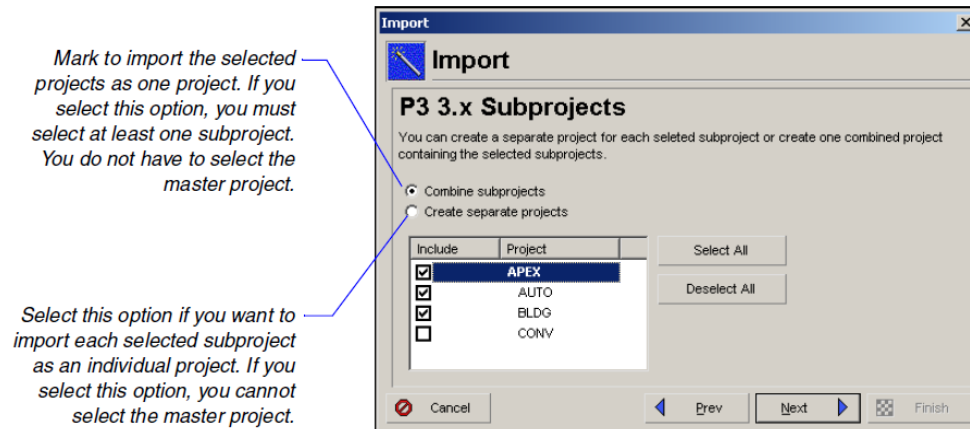 Mark to import the selected
projects as one project. If you
select this option, you must
select at least one subproject.
You do not have to select the
master project.
Select this option if you want to
import each selected subproject
as an individual project. If you
select this option, you cannot
select the master project.
Import
Import
P3 3.x Subprojects
You can create a separate project for each seleted subproject or create one combined project
containing the selected subprojects.
Combine subprojects
Create separate projects
Include Project
APEX
AUTO
BLDG
CONV
Select All
Deselect All
Cancel
Prev
Next
Finish